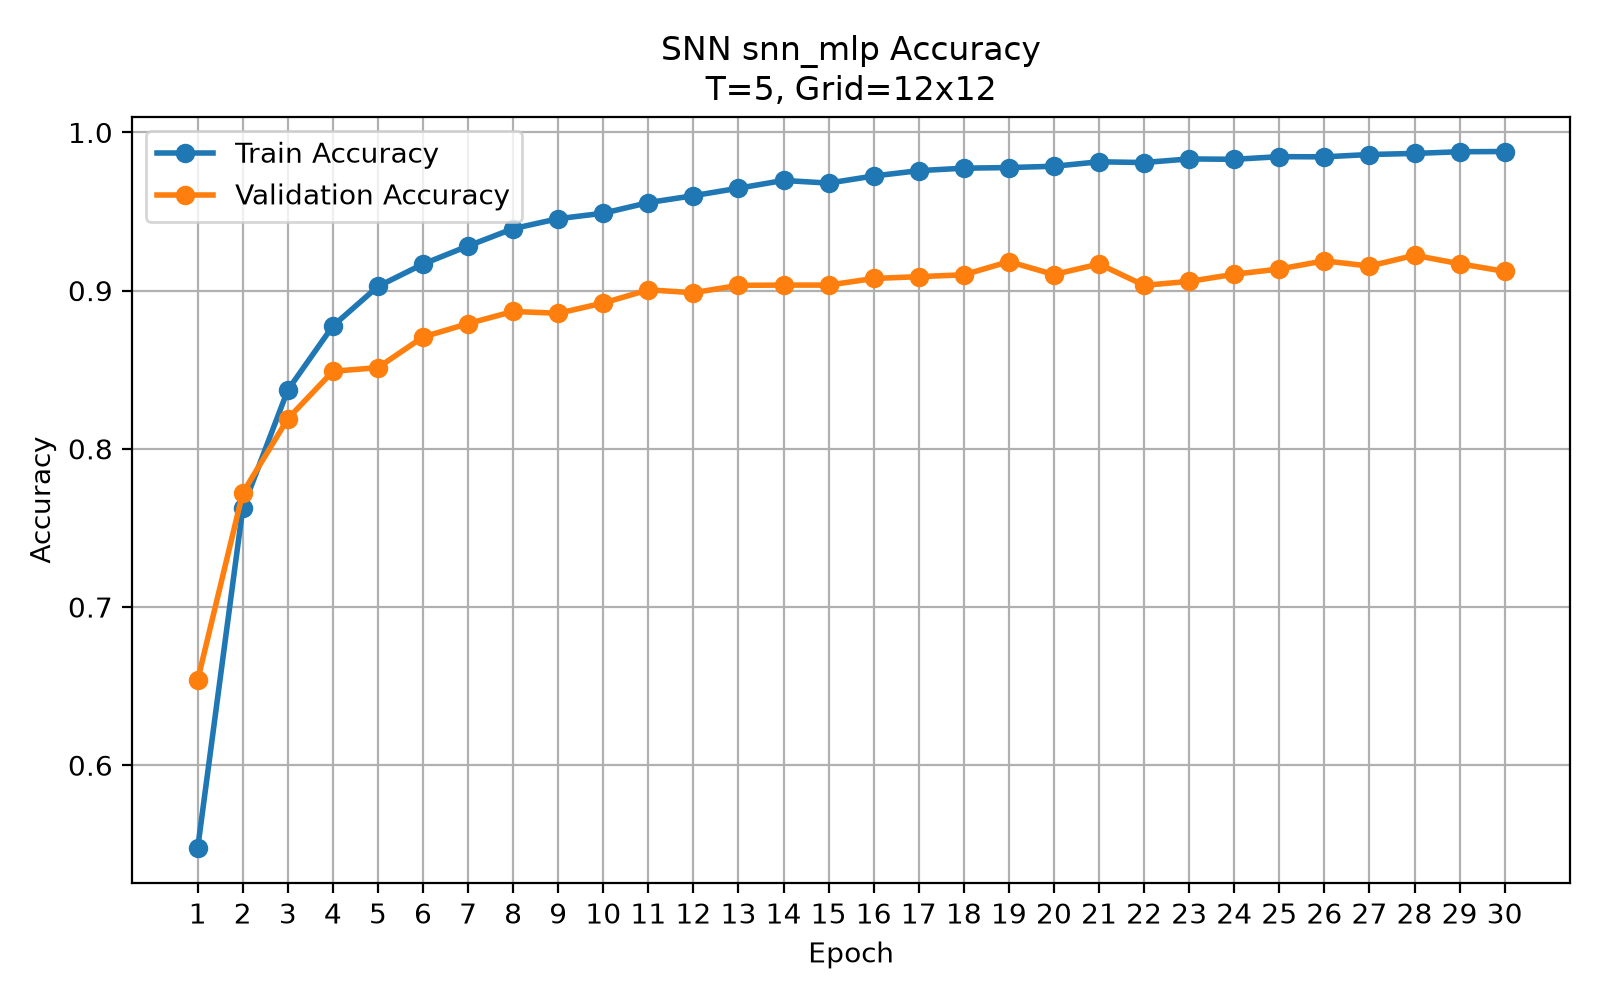 SNN snn_mlp Accuracy
T=5, Grid=12x12
Train Accuracy
Validation Accuracy
Accuracy
1.0
0.9
0.8
0.7
0.6
1 2 3 4 5 6 7 8 9 10 11 12 13 14 15 16 17 18 19 20 21 22 23 24 25 26 27 28 29 30
Epoch